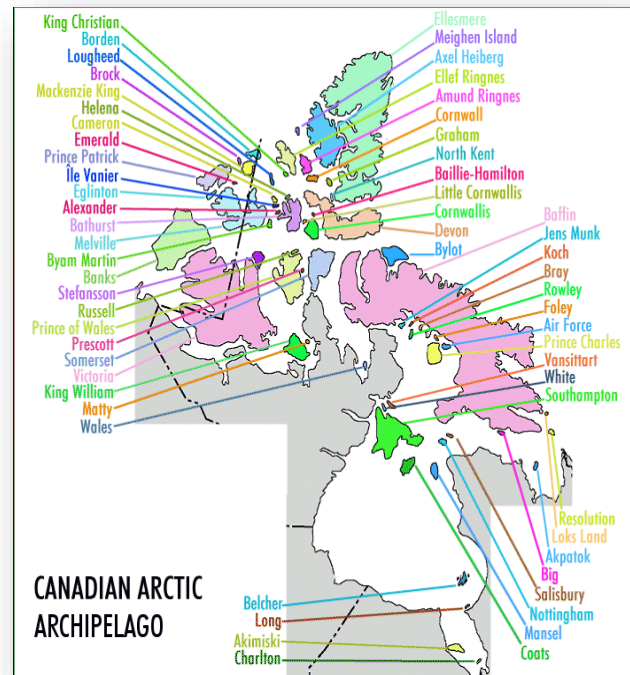 King Christian
Borden
Lougheed
Brock
Mackenzie King
Helena
Cameron
Emerald
Prince Patrick
Île Vanier
Eglinton
Alexander
Bathurst
Melville
Byam Martin
Banks
Stefansson
Russell
Prince of Wales
Prescott
Somerset
Victoria
King William
Matty
Wales
Ellesmere
Meighen Island
Axel Heiberg
Ellef Ringnes
Amund Ringnes
Cornwall
Graham
North Kent
Baillie-Hamilton
Little Cornwallis
Cornwallis
Devon
Bylot
Baffin
Jens Munk
Koch
Bray
Rowley
Foley
Air Force
Prince Charles
Vansittart
White
Southampton
Resolution
Loks Land
Akpatok
Big
Salisbury
Nottingham
Mansel
Coats
Belcher
Long
Akimiski
Charlton
CANADIAN ARCTIC
ARCHIPELAGO